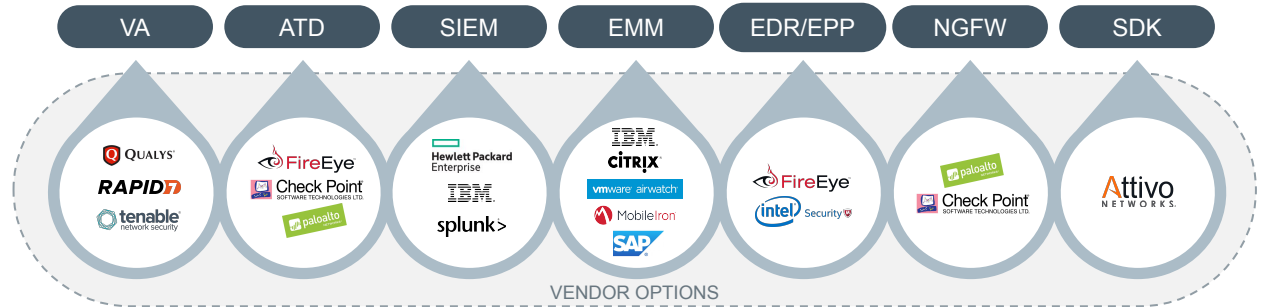 VA
ATD
SIEM
EMM
EDR/EPP
NGFW
SDK
QUALYS
RAPID7
tenable
network security
FireEye
Check Point
SOFTWARE TECHNOLOGIES LTD.
paloalto
Hewlett Packard
Enterprise
IBM
splunk>
IBM
CİTRIX
vmware airwatch
MobileIron
SAP
FireEye
intel Security
paloalto
Check Point
SOFTWARE TECHNOLOGIES LTD.
Attivo
NETWORKS
VENDOR OPTIONS